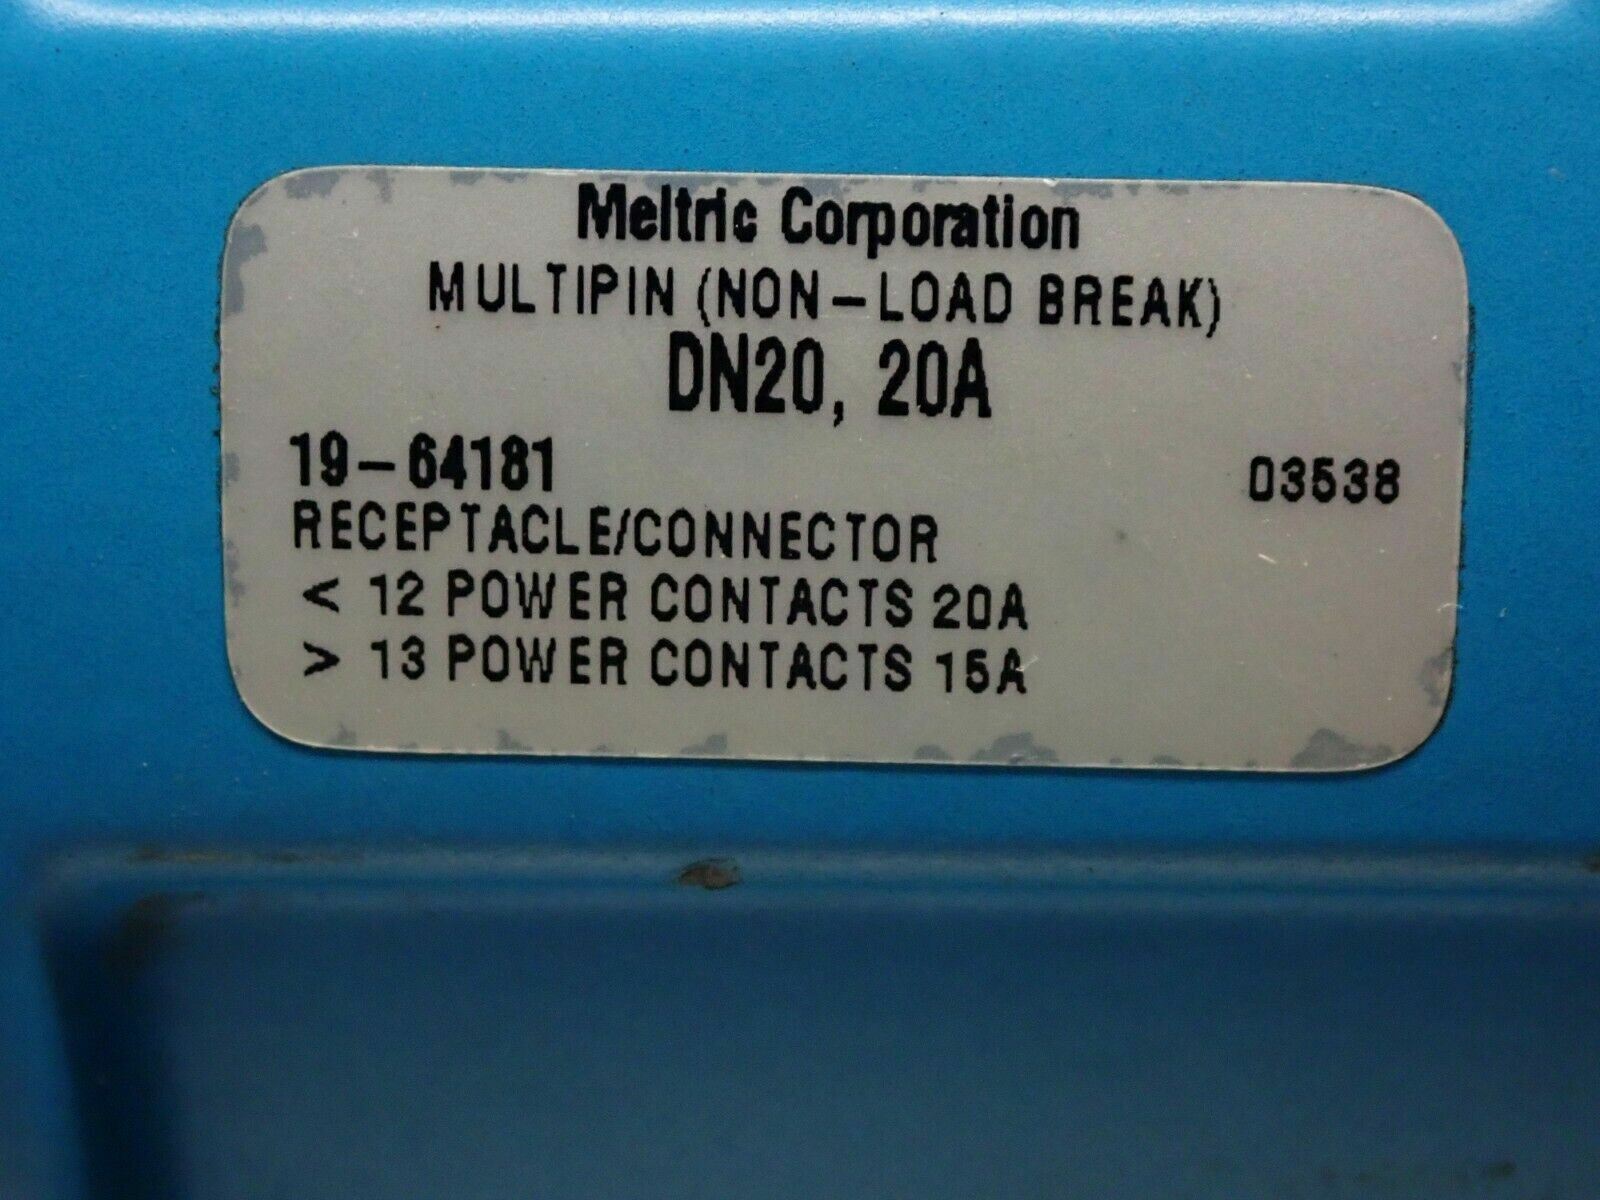 Meltric Corporation
MULTIPIN (NON-LOAD BREAK)
DN20, 20A
19-64181 03538
RECEPTACLE/CONNECTOR
< 12 POWER CONTACTS 20A
> 13 POWER CONTACTS 15A